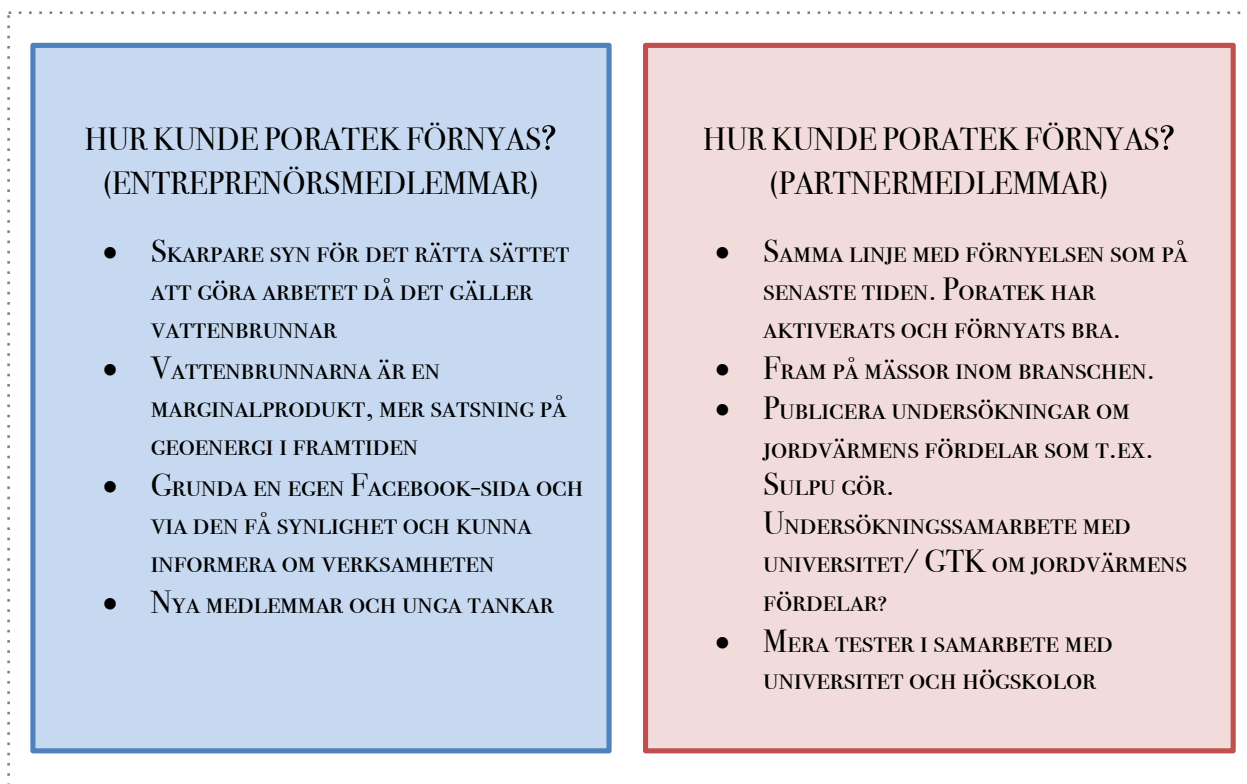 HUR KUNDE PORATEK FÖRNYAS?
(ENTREPRENÖRSMEDLEMMAR)
• Skarpare syn för det rätta sättet
att göra arbetet då det gäller
vattenbrunnar
• Vattenbrunnarna är en
marginalprodukt, mer satsning på
geoenergi i framtiden
• Grunda en egen Facebook-sida och
via den få synlighet och kunna
informera om verksamheten
• Nya medlemmar och unga tankar
HUR KUNDE PORATEK FÖRNYAS?
(PARTNERMEDLEMMAR)
• Samma linje med förnyelsen som på
senaste tiden. Poratek har
aktiverats och förnyats bra.
• Fram på mässor inom branschen.
• Publicera undersökningar om
jordvärmens fördelar som t.ex.
Sulpu gör.
Undersökningssamarbete med
universitet/ GTK om jordvärmens
fördelar?
• Mera tester i samarbete med
universitet och högskolor